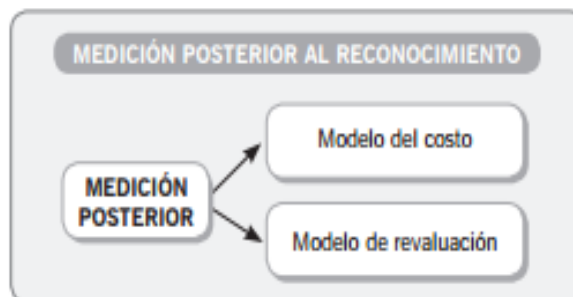 MEDICIÓN POSTERIOR AL RECONOCIMIENTO
Modelo del costo
MEDICIÓN
POSTERIOR
Modelo de revaluación